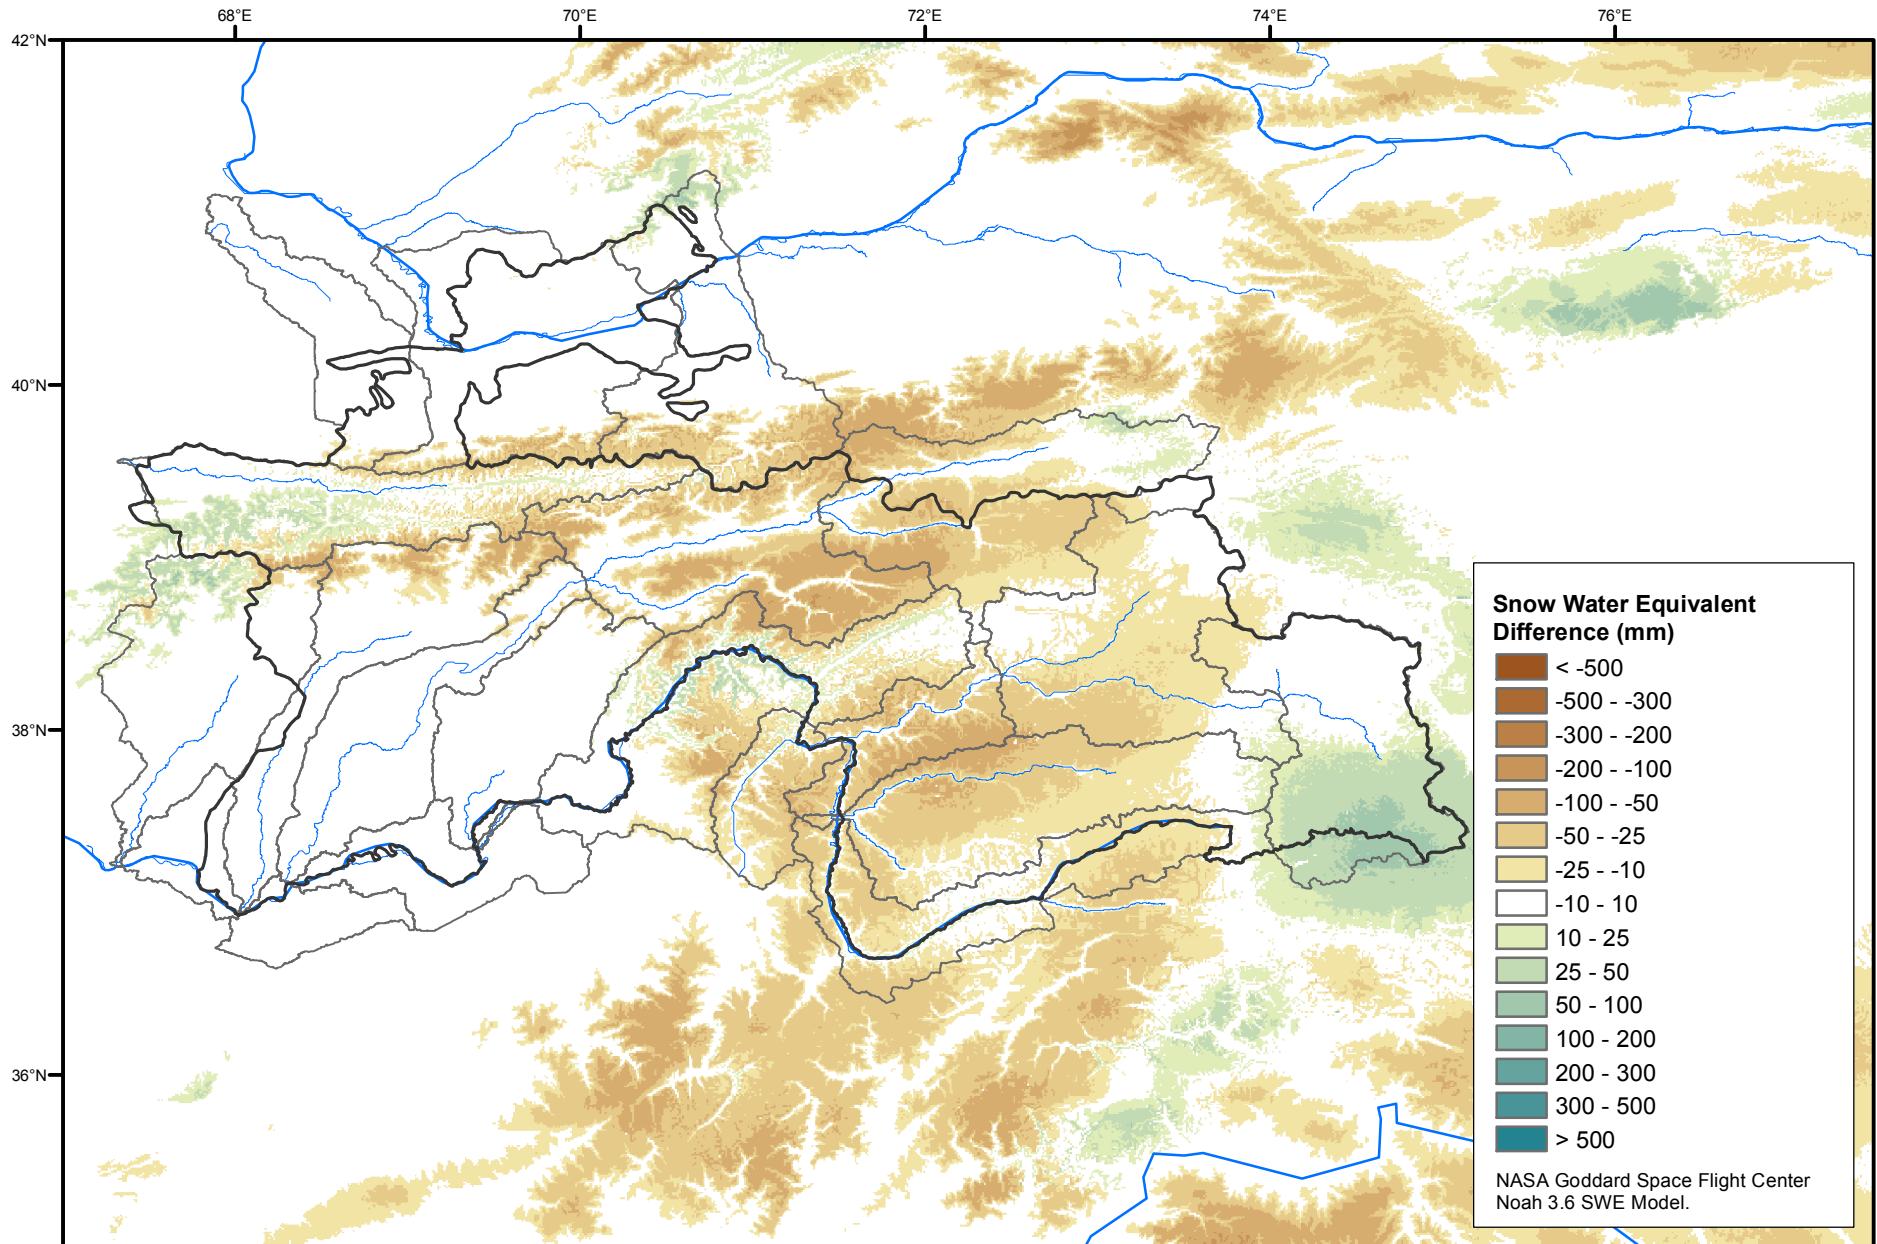 68°E 70°E 72°E 74°E 76°E
42°N
40°N
38°N
36°N
Snow Water Equivalent
Difference (mm)
< -500
-500 - -300
-300 - -200
-200 - -100
-100 - -50
-50 - -25
-25 - -10
-10 - 10
10 - 25
25 - 50
50 - 100
100 - 200
200 - 300
300 - 500
> 500
NASA Goddard Space Flight Center
Noah 3.6 SWE Model.